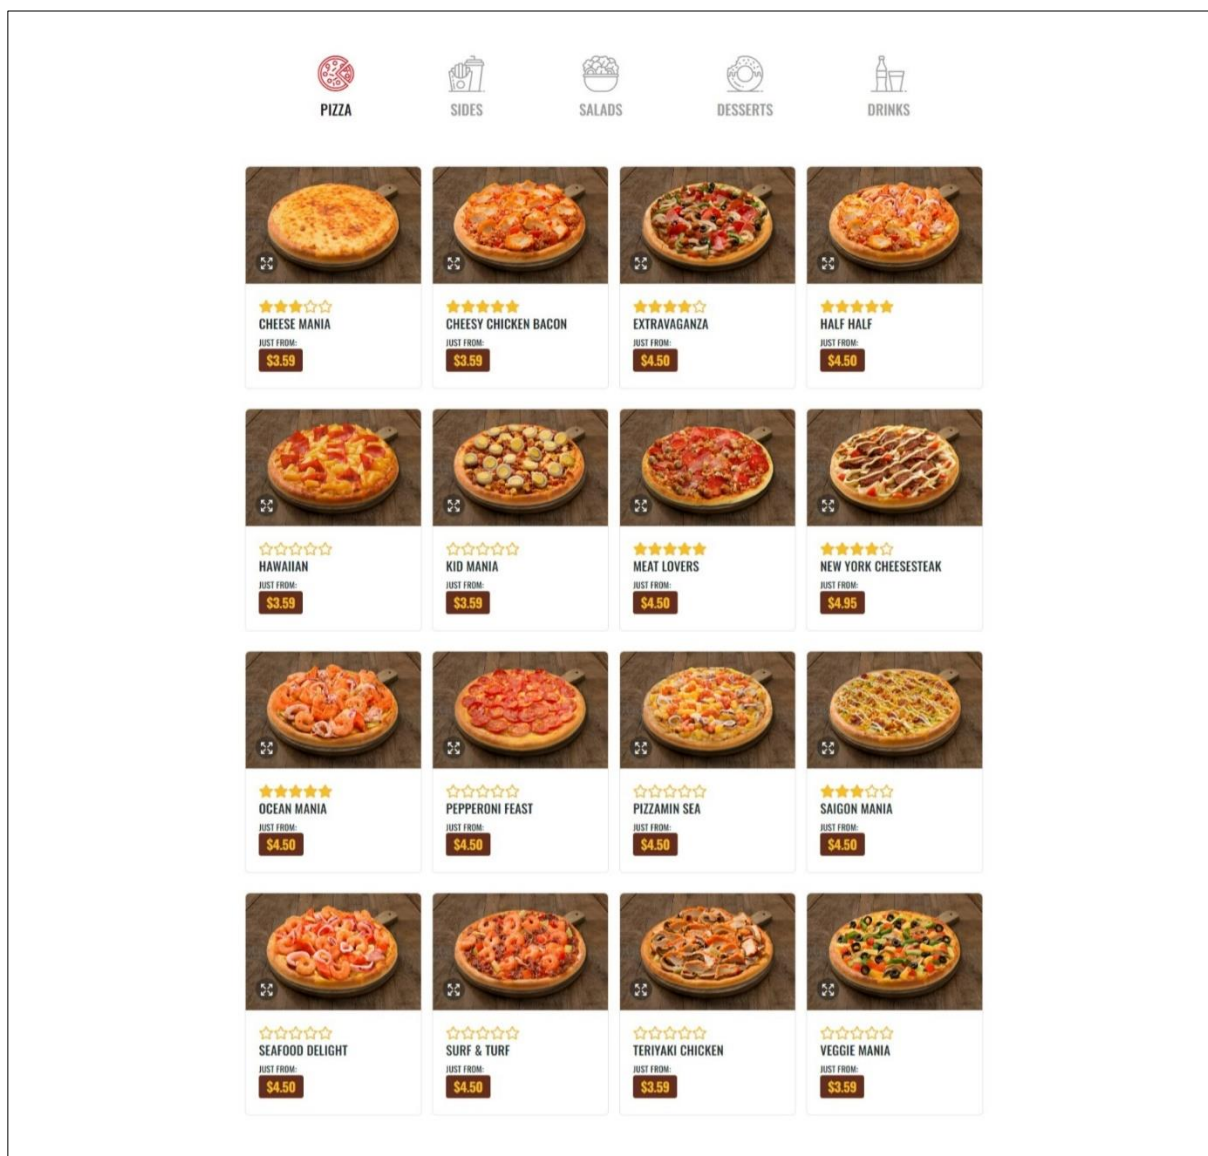 PIZZA
SIDES
SALADS
DESSERTS
DRINKS
CHEESE MANIA
JUST FROM:
$3.59
CHEESY CHICKEN BACON
JUST FROM:
$3.59
EXTRAVAGANZA
JUST FROM:
$4.50
HALF HALF
JUST FROM:
$4.50
HAWAIIAN
JUST FROM:
$3.59
KID MANIA
JUST FROM:
$3.59
MEAT LOVERS
JUST FROM:
$4.50
NEW YORK CHEESESTEAK
JUST FROM:
$4.95
OCEAN MANIA
JUST FROM:
$4.50
PEPPERONI FEAST
JUST FROM:
$4.50
PIZZAMIN SEA
JUST FROM:
$4.50
SAIGON MANIA
JUST FROM:
$4.50
SEAFOOD DELIGHT
JUST FROM:
$4.50
SURF & TURF
JUST FROM:
$4.50
TERIYAKI CHICKEN
JUST FROM:
$3.59
VEGGIE MANIA
JUST FROM:
$3.59